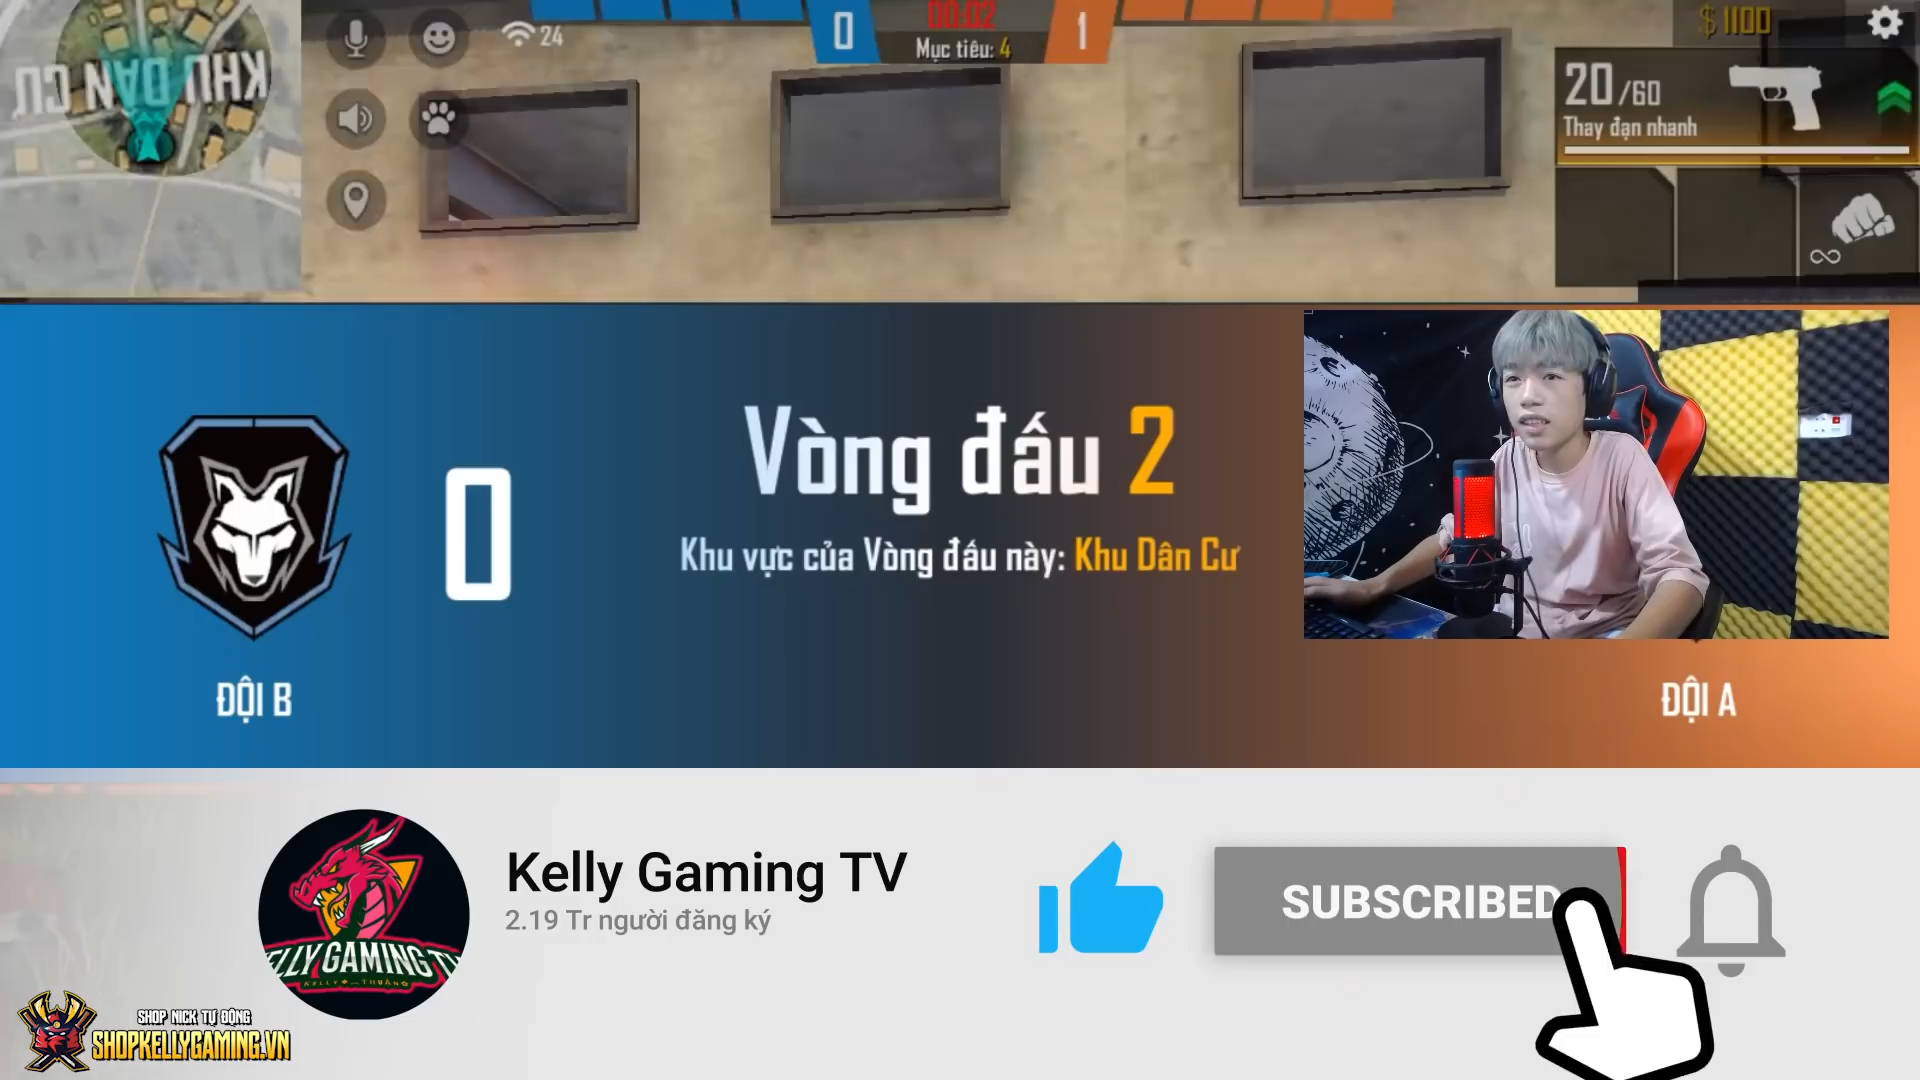 KHU DÂN CƯ
24
0
00:02
1
Mục tiêu: 4
$ 1100
20/60
Thay đạn nhanh
Vòng đấu 2
0
Khu vực của Vòng đấu này: Khu Dân Cư
ĐỘI B
ĐỘI A
Kelly Gaming TV
2.19 Tr người đăng ký
SUBSCRIBED
ELLY GAMING T
SHOP NICK TỰ ĐỘNG
SHOPKELLYGAMING.VN